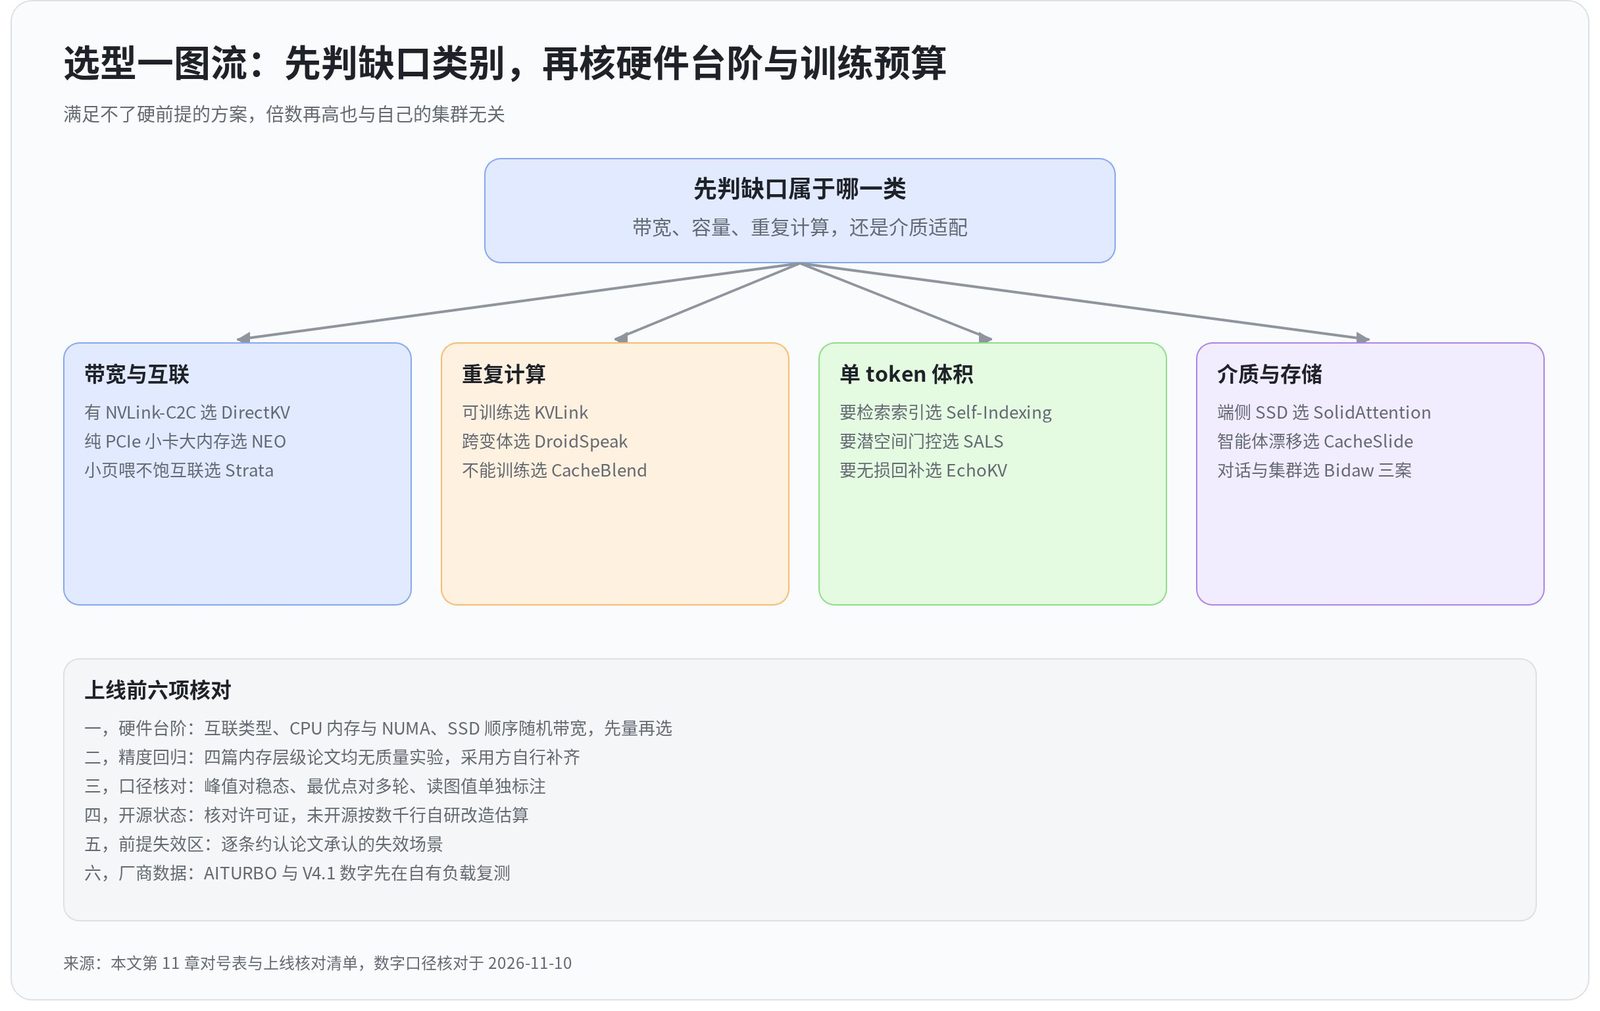 选型一图流：先判缺口类别，再核硬件台阶与训练预算
满足不了硬前提的方案，倍数再高也与自己的集群无关
先判缺口属于哪一类
带宽、容量、重复计算，还是介质适配
带宽与互联
有 NVLink-C2C 选 DirectKV
纯 PCIe 小卡大内存选 NEO
小页喂不饱互联选 Strata
重复计算
可训练选 KVLink
跨变体选 DroidSpeak
不能训练选 CacheBlend
单 token 体积
要检索索引选 Self-Indexing
要潜空间门控选 SALS
要无损回补选 EchoKV
介质与存储
端侧 SSD 选 SolidAttention
智能体漂移选 CacheSlide
对话与集群选 Bidaw 三案
上线前六项核对
一，硬件台阶：互联类型、CPU 内存与 NUMA、SSD 顺序随机带宽，先量再选
二，精度回归：四篇内存层级论文均无质量实验，采用方自行补齐
三，口径核对：峰值对稳态、最优点对多轮、读图值单独标注
四，开源状态：核对许可证，未开源按数千行自研改造估算
五，前提失效区：逐条约认论文承认的失效场景
六，厂商数据：AITURBO 与 V4.1 数字先在自有负载复测
来源：本文第 11 章对号表与上线核对清单，数字口径核对于 2026-11-10